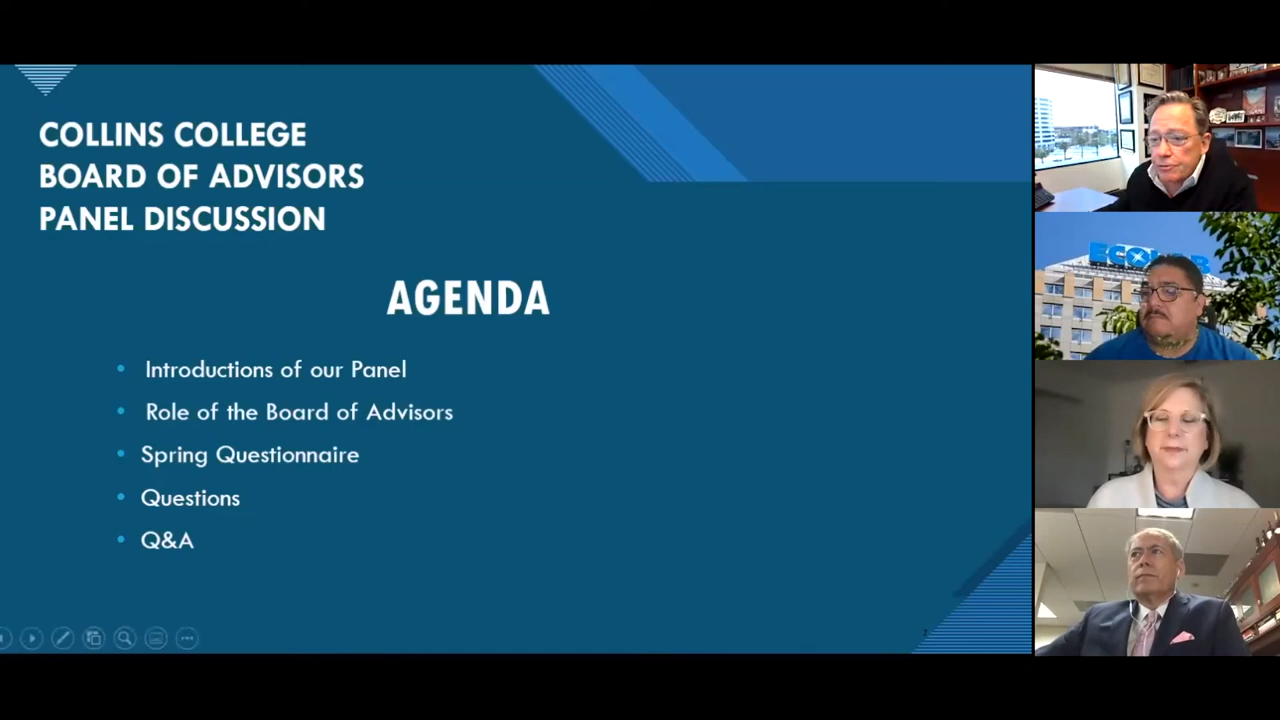 COLLINS COLLEGE
BOARD OF ADVISORS
PANEL DISCUSSION
AGENDA
• Introductions of our Panel
• Role of the Board of Advisors
• Spring Questionnaire
• Questions
• Q&A
ECOLAB